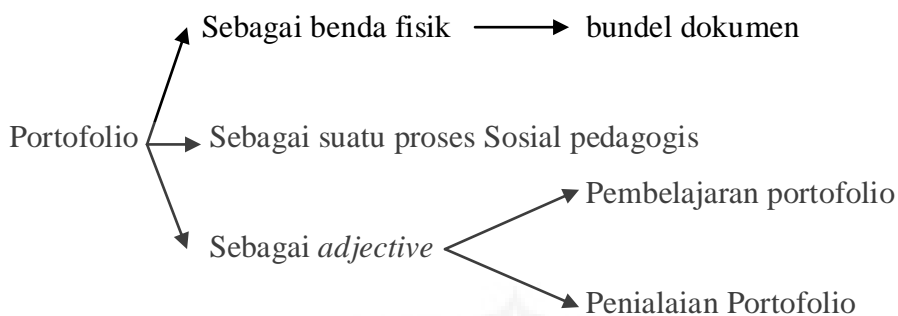 Sebagai benda fisik
bundel dokumen
Portofolio
Sebagai suatu proses Sosial pedagogis
Pembelajaran portofolio
Sebagai adjective
Penialaian Portofolio